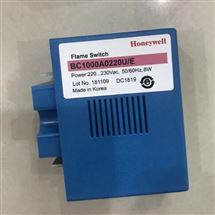 Honeywell
Flame Switch
BC1000A0220U/E
Power:220...230Vac, 50/60Hz,8W
Lot No. 181109 DC1819
Made in Korea